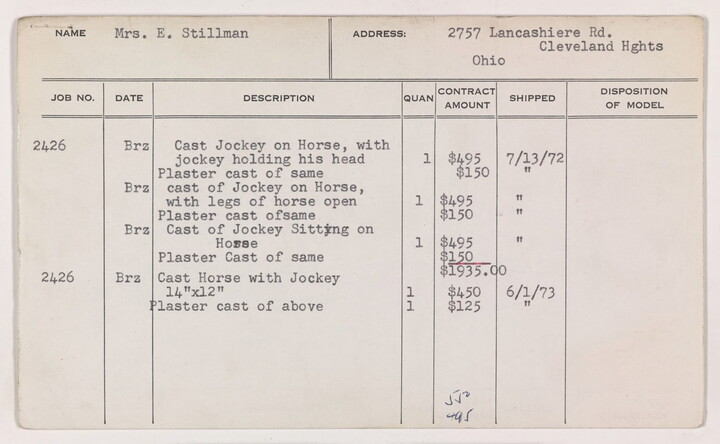 NAME Mrs. E. Stillman ADDRESS: 2757 Lancashiere Rd.
Cleveland Hghts
Ohio
JOB NO. DATE DESCRIPTION QUAN CONTRACT AMOUNT SHIPPED DISPOSITION OF MODEL
2426 Brz Cast Jockey on Horse, with
jockey holding his head 1 $495 7/13/72
Plaster cast of same $150 "
Brz cast of Jockey on Horse,
with legs of horse open 1 $495 "
Plaster cast ofsame $150 "
Brz Cast of Jockey Sitting on
Horse 1 $495 "
Plaster Cast of same $150
$1935.00
2426 Brz Cast Horse with Jockey
14"x12" 1 $450 6/1/73
Plaster cast of above 1 $125 "
550
495